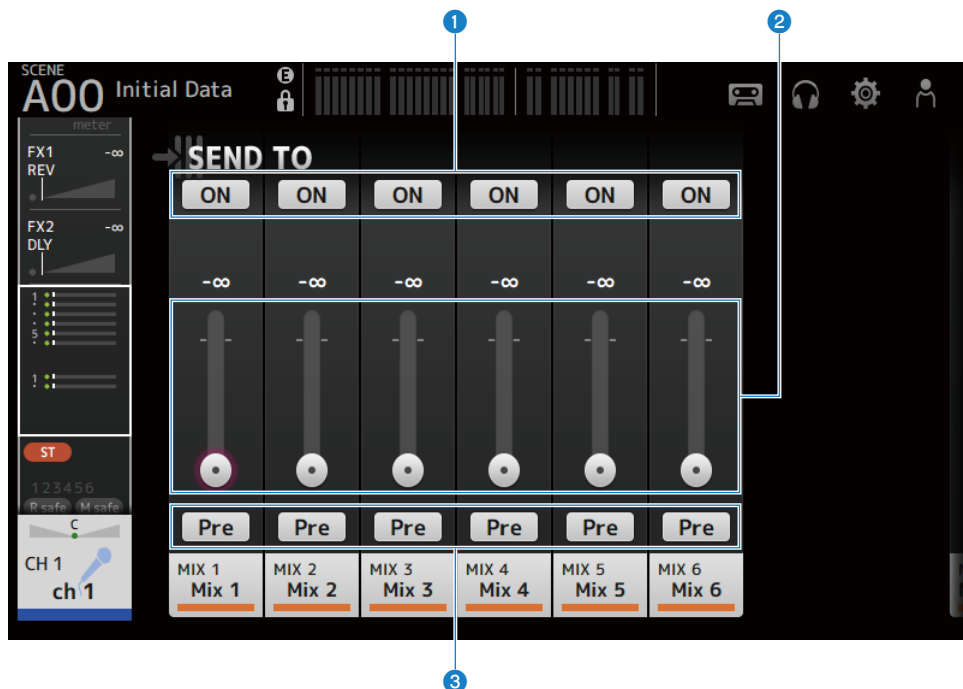 1
2
SCENE
A00 Initial Data
E
meter
FX1 -∞
REV
FX2 -∞
DLY
1
5
1
ST
123456
R safe M safe
C
CH 1
ch 1
SEND TO
ON ON ON ON ON ON
-∞ -∞ -∞ -∞ -∞ -∞
Pre Pre Pre Pre Pre Pre
MIX 1 MIX 2 MIX 3 MIX 4 MIX 5 MIX 6
Mix 1 Mix 2 Mix 3 Mix 4 Mix 5 Mix 6
3